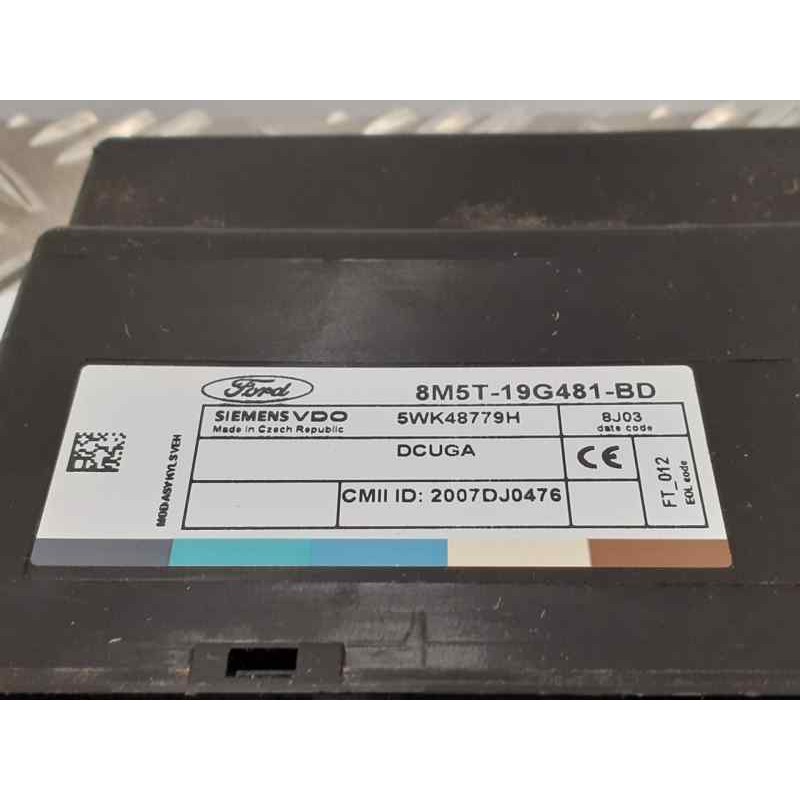 Ford
8M5T-19G481-BD
SIEMENS VDO
Made in Czech Republic
5WK48779H
8J03
date code
DCUGA
CE
CMII ID: 2007DJ0476
FT_012
EOL code
MOD ASY KYLS VEH